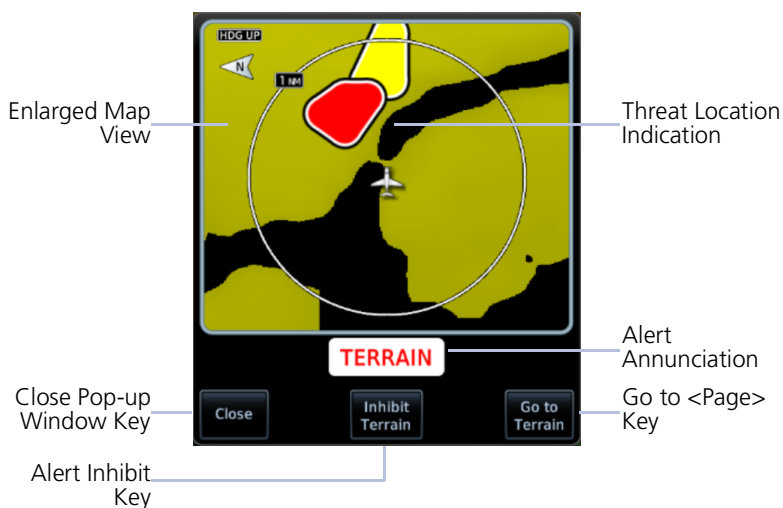 HDG UP
N
1 NM
Enlarged Map
View
Threat Location
Indication
TERRAIN
Alert
Annunciation
Close Pop-up
Window Key
Close
Inhibit
Terrain
Go to
Terrain
Go to <Page>
Key
Alert Inhibit
Key